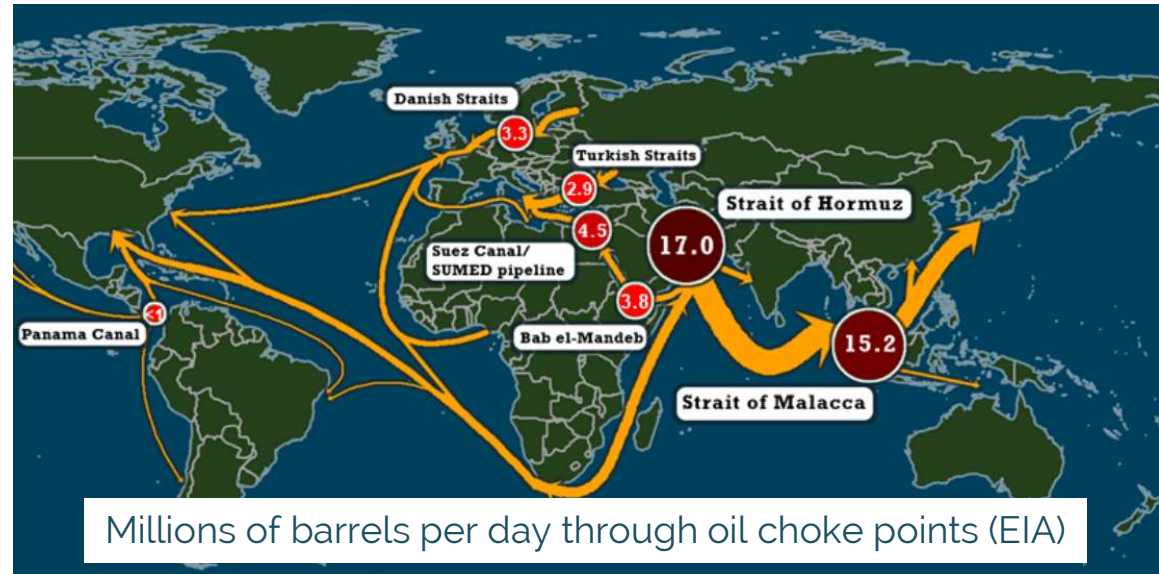 Danish Straits
3.3
Turkish Straits
2.9
Strait of Hormuz
17.0
4.5
Suez Canal/
SUMED pipeline
3.8
Bab el-Mandeb
<1
Panama Canal
15.2
Strait of Malacca
Millions of barrels per day through oil choke points (EIA)